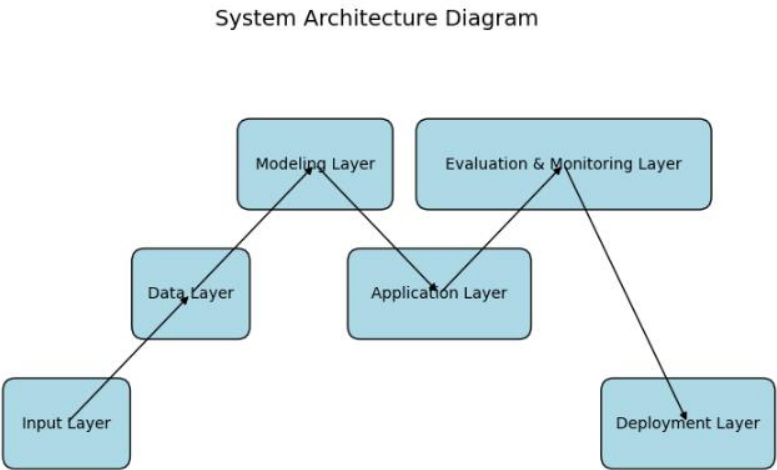 System Architecture Diagram
Modeling Layer
Evaluation & Monitoring Layer
Data Layer
Application Layer
Input Layer
Deployment Layer